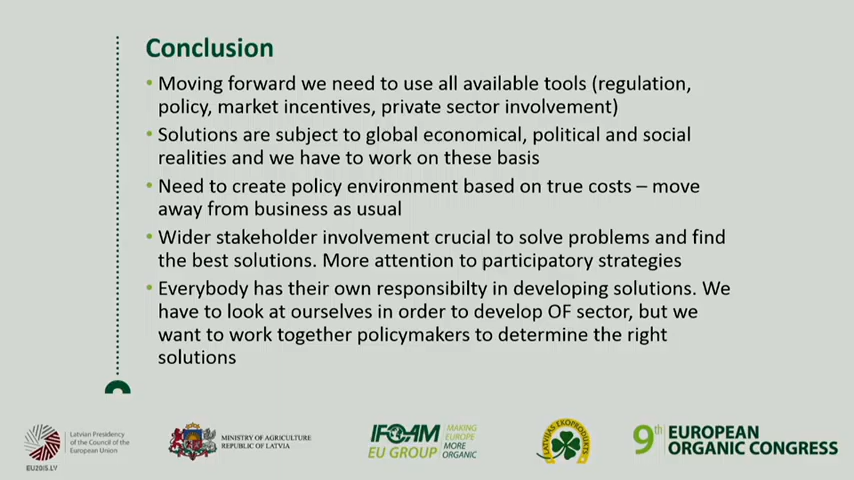 Conclusion
• Moving forward we need to use all available tools (regulation,
policy, market incentives, private sector involvement)
• Solutions are subject to global economical, political and social
realities and we have to work on these basis
• Need to create policy environment based on true costs – move
away from business as usual
• Wider stakeholder involvement crucial to solve problems and find
the best solutions. More attention to participatory strategies
• Everybody has their own responsibilty in developing solutions. We
have to look at ourselves in order to develop OF sector, but we
want to work together policymakers to determine the right
solutions
Latvian Presidency
of the Council of the
European Union
EU2015.LV
MINISTRY OF AGRICULTURE
REPUBLIC OF LATVIA
IFOAM
EU GROUP
MAKING
EUROPE
MORE
ORGANIC
LATVIJAS EKOPRODUKTS
9th EUROPEAN
ORGANIC CONGRESS